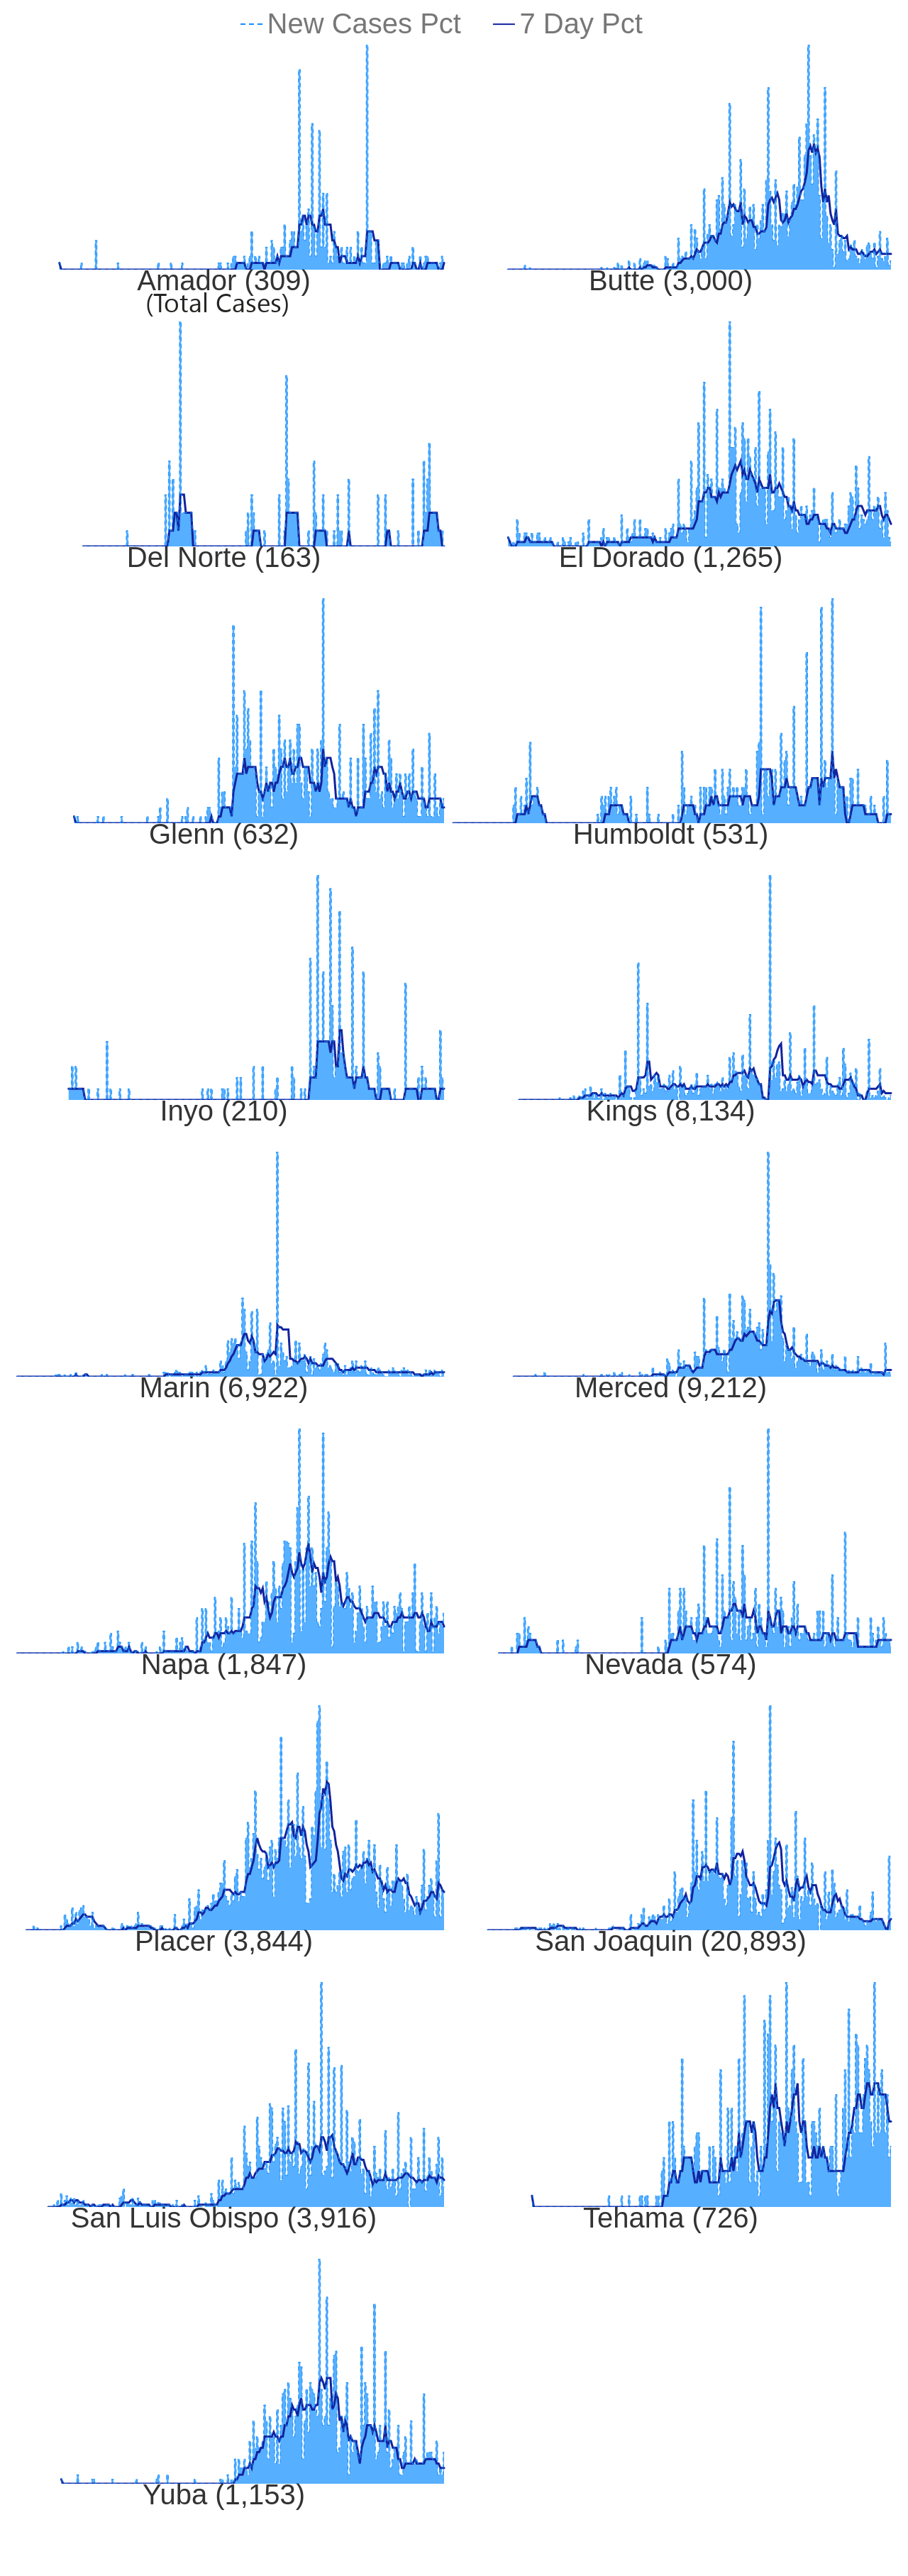 New Cases Pct 7 Day Pct
Amador (309) Butte (3,000)
(Total Cases)
Del Norte (163) El Dorado (1,265)
Glenn (632) Humboldt (531)
Inyo (210) Kings (8,134)
Marin (6,922) Merced (9,212)
Napa (1,847) Nevada (574)
Placer (3,844) San Joaquin (20,893)
San Luis Obispo (3,916) Tehama (726)
Yuba (1,153)